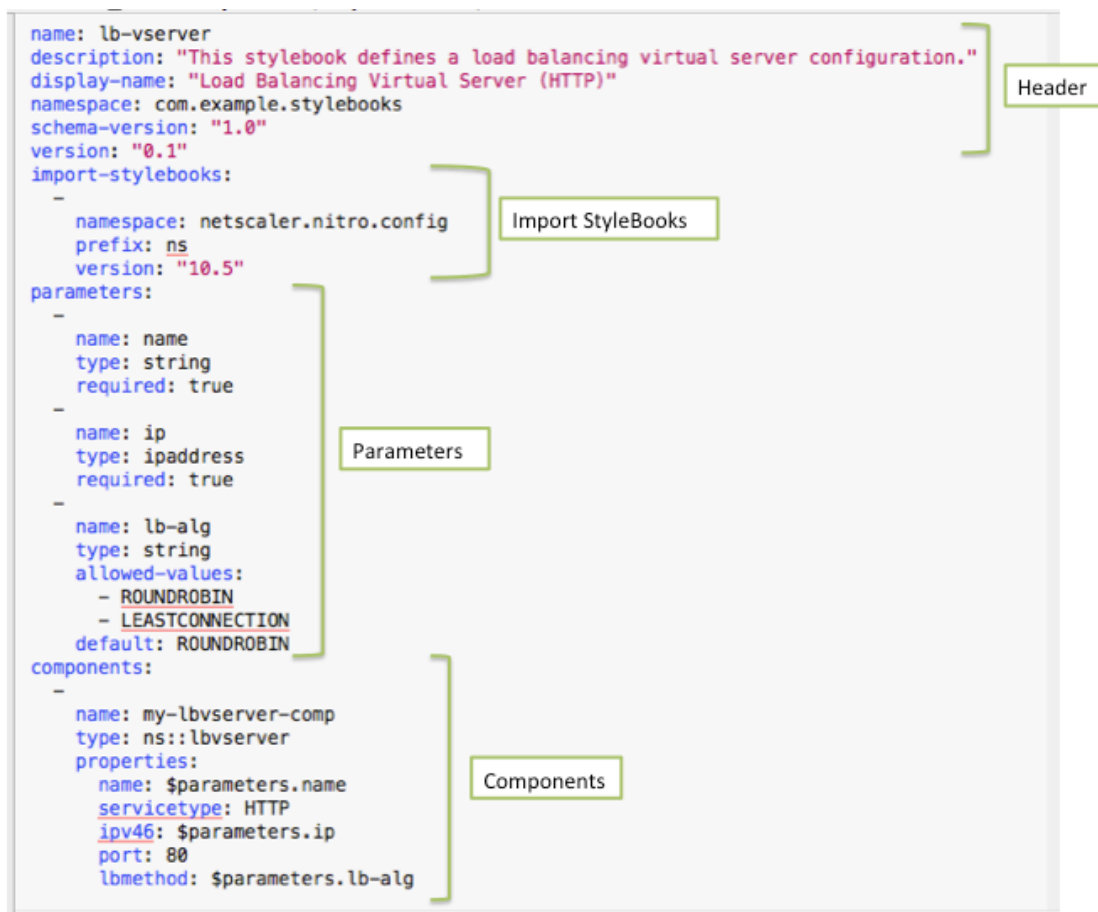 name: lb-vserver
description: "This stylebook defines a load balancing virtual server configuration."
display-name: "Load Balancing Virtual Server (HTTP)"
namespace: com.example.stylebooks
schema-version: "1.0"
version: "0.1"
Header
import-stylebooks:
-
namespace: netscaler.nitro.config
prefix: ns
version: "10.5"
Import StyleBooks
parameters:
-
name: name
type: string
required: true
-
name: ip
type: ipaddress
required: true
-
name: lb-alg
type: string
allowed-values:
- ROUNDROBIN
- LEASTCONNECTION
default: ROUNDROBIN
Parameters
components:
-
name: my-lbvserver-comp
type: ns::lbvserver
properties:
name: $parameters.name
servicetype: HTTP
ipv46: $parameters.ip
port: 80
lbmethod: $parameters.lb-alg
Components